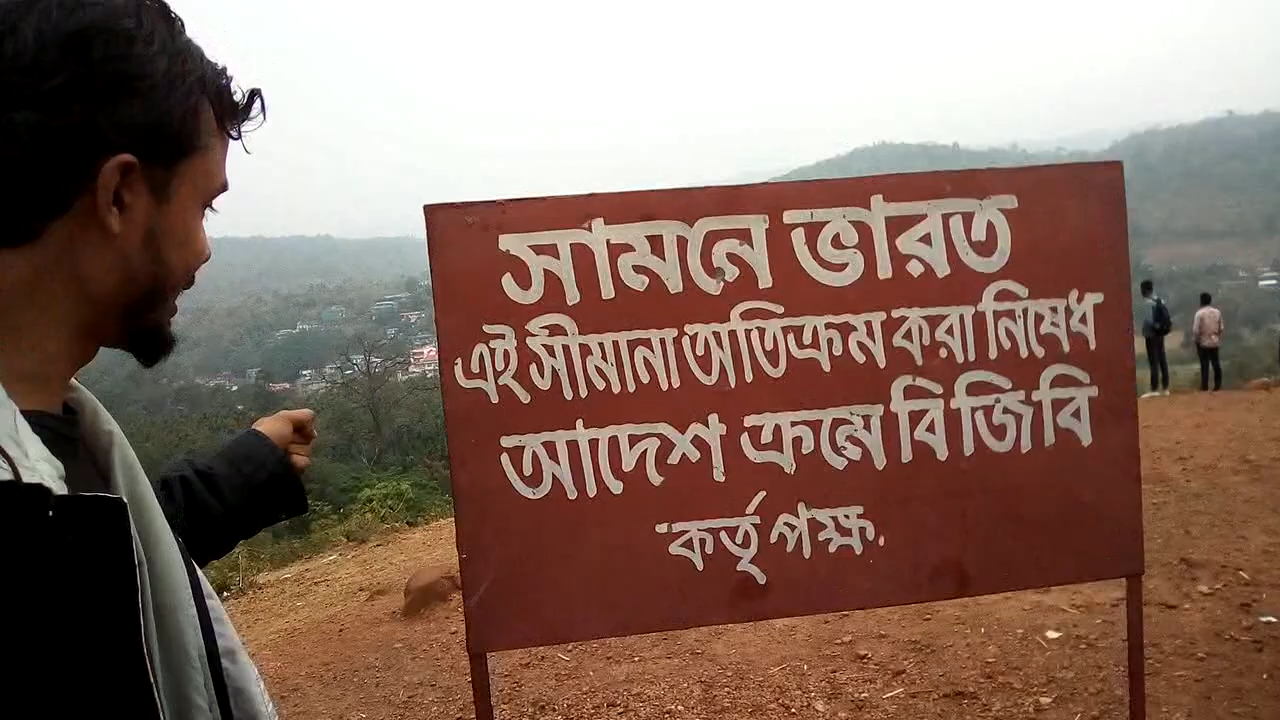 সামনে ভারত
এই সীমানা অতিক্রম করা নিষেধ
আদেশ ক্রমে বিজিবি
কর্তৃপক্ষ.